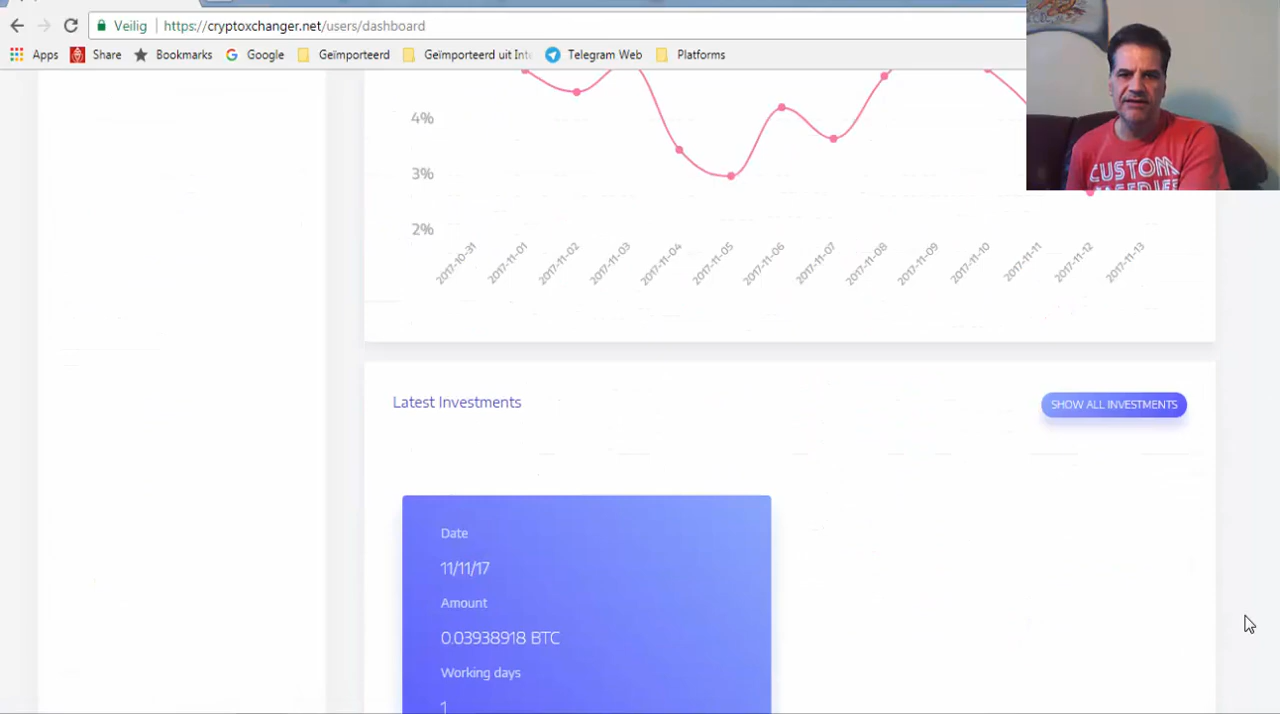 Veilig https://cryptoxchanger.net/users/dashboard
Apps Share Bookmarks Google Geïmporteerd Geïmporteerd uit Telegram Web Platforms
4%
3%
2%
2017-10-31 2017-11-01 2017-11-02 2017-11-03 2017-11-04 2017-11-05 2017-11-06 2017-11-07 2017-11-08 2017-11-09 2017-11-10 2017-11-11 2017-11-12 2017-11-13
CUSTOM
Latest Investments
SHOW ALL INVESTMENTS
Date
11/11/17
Amount
0.03938918 BTC
Working days
1